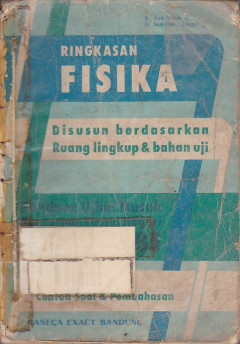 RINGKASAN
FISIKA
Disusun berdasarkan
Ruang lingkup & bahan uji
Contoh Soal & Pembahasan
GANEÇA EXACT BANDUNG